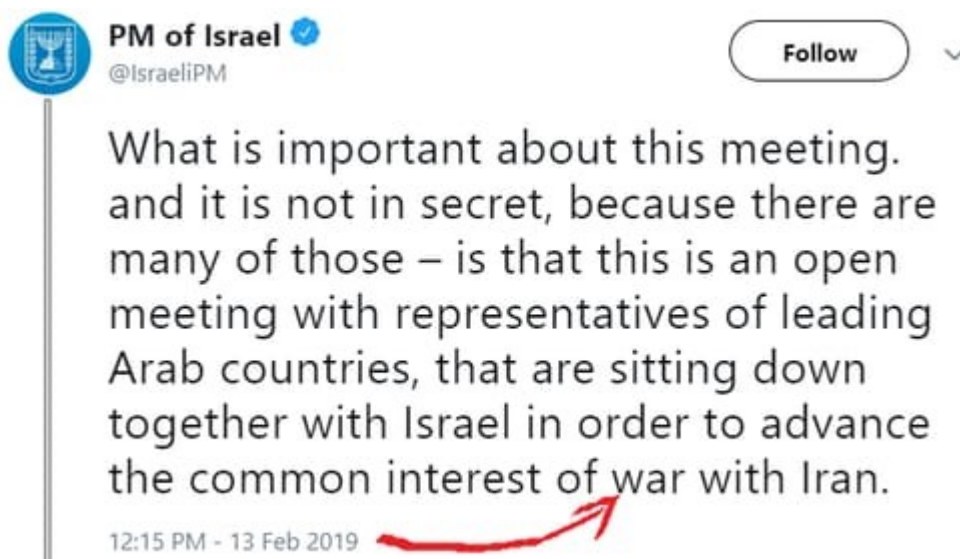 PM of Israel
@IsraeliPM
Follow
What is important about this meeting.
and it is not in secret, because there are
many of those – is that this is an open
meeting with representatives of leading
Arab countries, that are sitting down
together with Israel in order to advance
the common interest of war with Iran.
12:15 PM - 13 Feb 2019